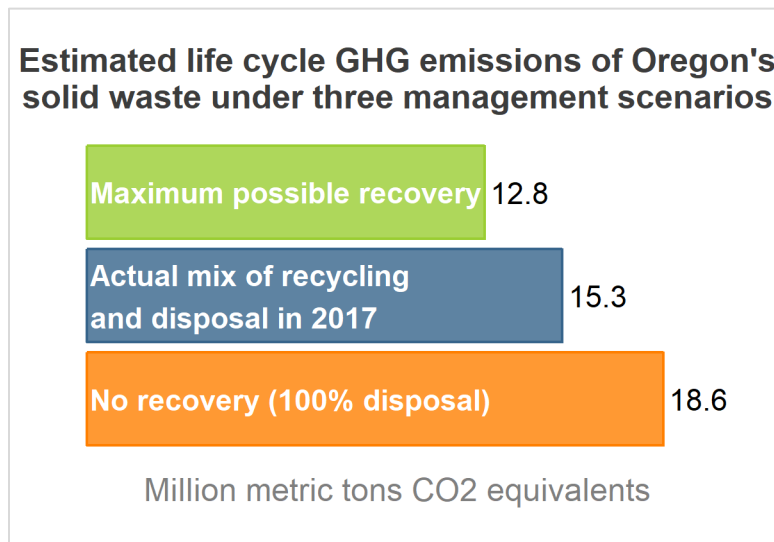 Estimated life cycle GHG emissions of Oregon's
solid waste under three management scenarios
Maximum possible recovery 12.8
Actual mix of recycling
and disposal in 2017
15.3
No recovery (100% disposal) 18.6
Million metric tons CO2 equivalents